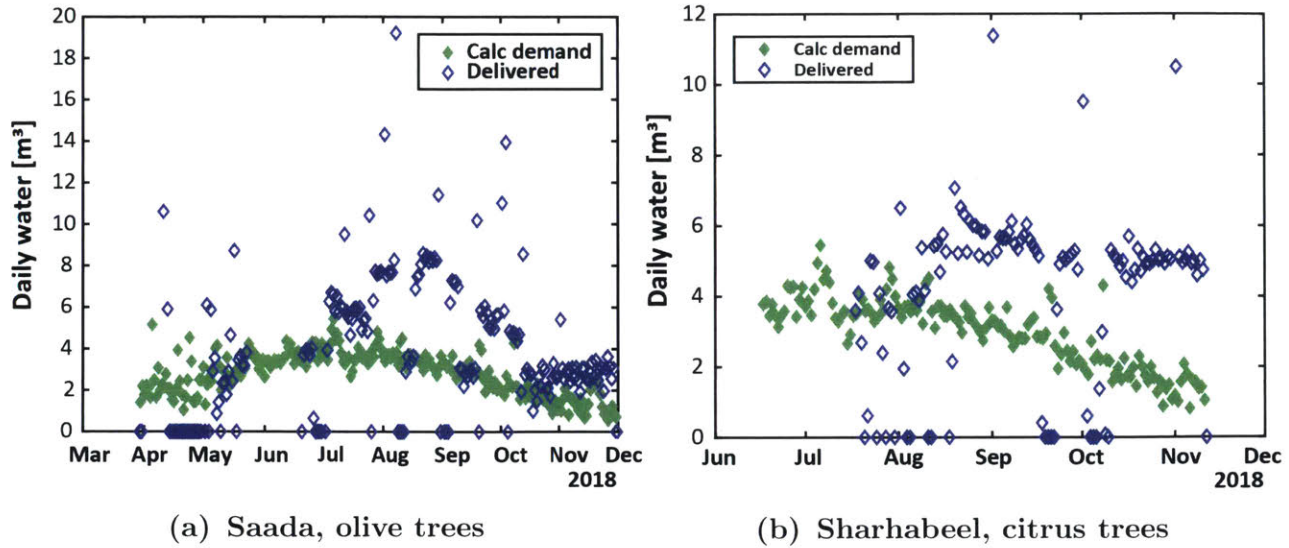 20
18
16
14
12
10
8
6
4
2
0
Daily water [m³]
Calc demand
Delivered
Mar Apr May Jun Jul Aug Sep Oct Nov Dec
2018
(a) Saada, olive trees
12
10
8
6
4
2
0
Daily water [m³]
Calc demand
Delivered
Jun Jul Aug Sep Oct Nov Dec
2018
(b) Sharhabeel, citrus trees